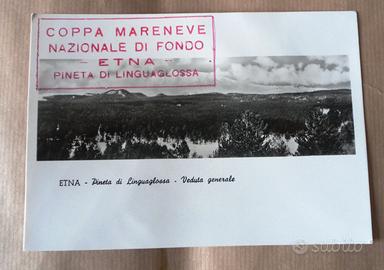 COPPA MARENEVE
NAZIONALE DI FONDO
- ETNA -
PINETA DI LINGUAGLOSSA
ETNA - Pineta di Linguaglossa - Veduta generale
subito